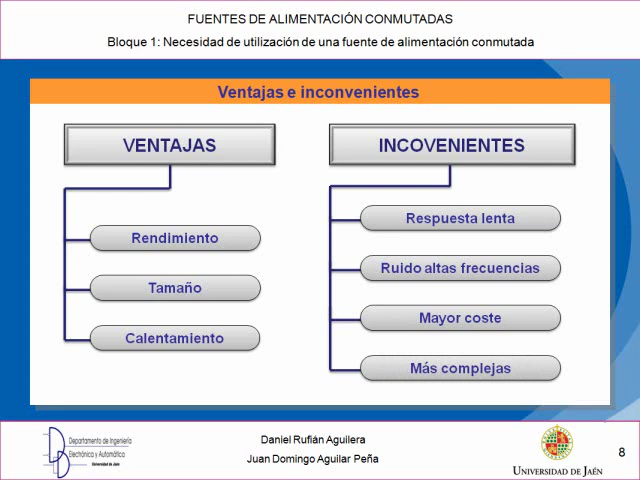 FUENTES DE ALIMENTACIÓN CONMUTADAS
Bloque 1: Necesidad de utilización de una fuente de alimentación conmutada
Ventajas e inconvenientes
VENTAJAS
Rendimiento
Tamaño
Calentamiento
INCOVENIENTES
Respuesta lenta
Ruido altas frecuencias
Mayor coste
Más complejas
Departamento de Ingeniería
Electrónica y Automática
Universidad de Jaén
Daniel Rufián Aguilera
Juan Domingo Aguilar Peña
UNIVERSIDAD DE JAÉN
8